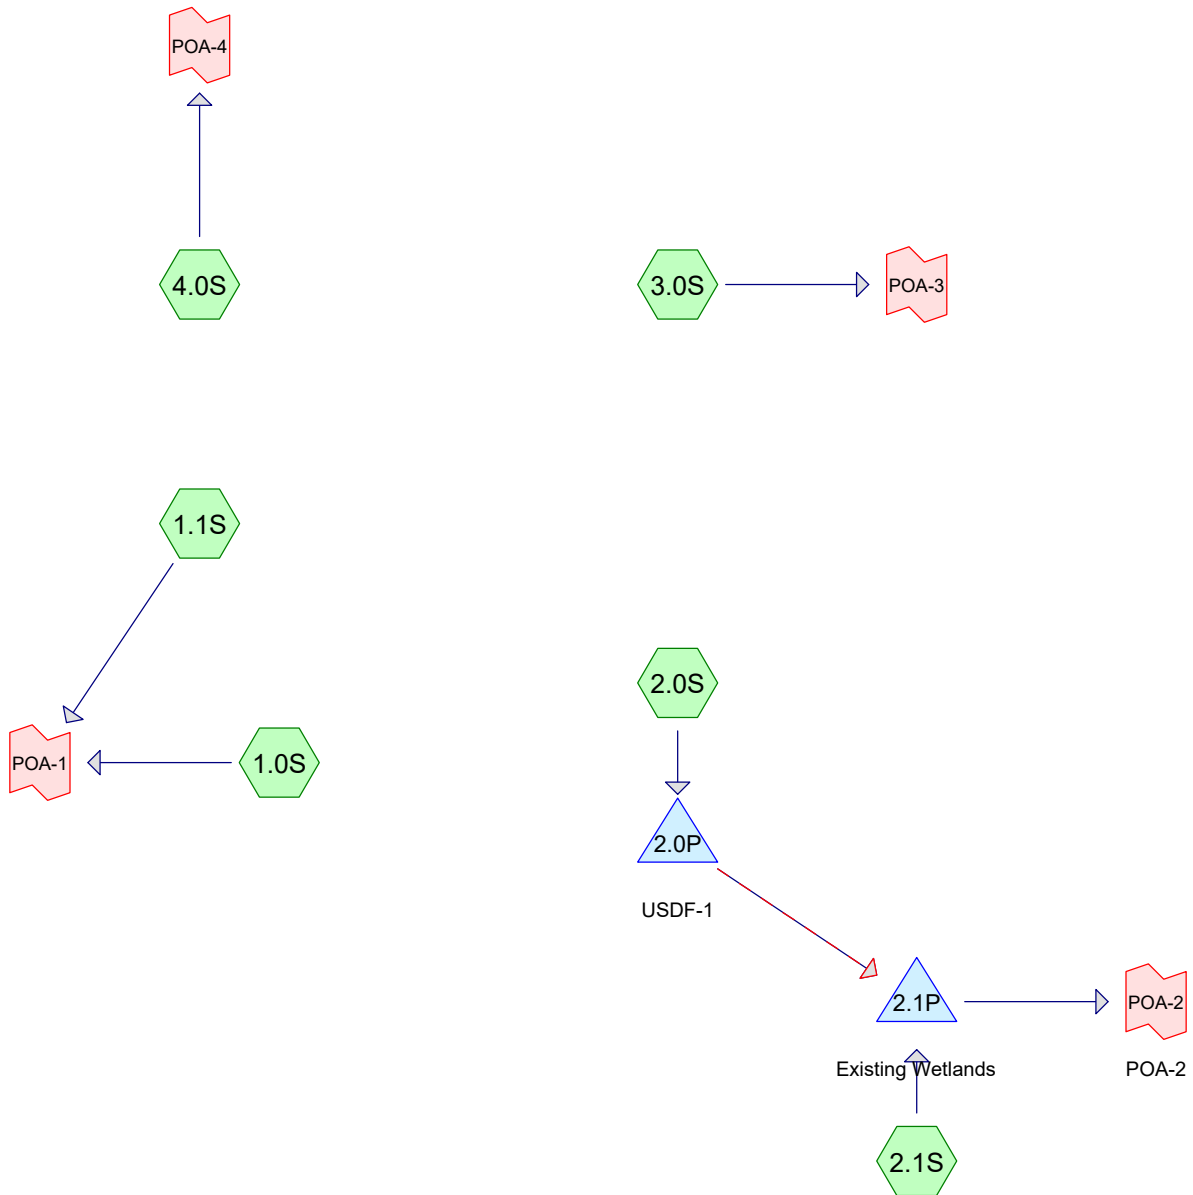 POA-4
4.0S
3.0S
POA-3
1.1S
2.0S
POA-1
1.0S
2.0P
USDF-1
2.1P
POA-2
Existing Wetlands
POA-2
2.1S